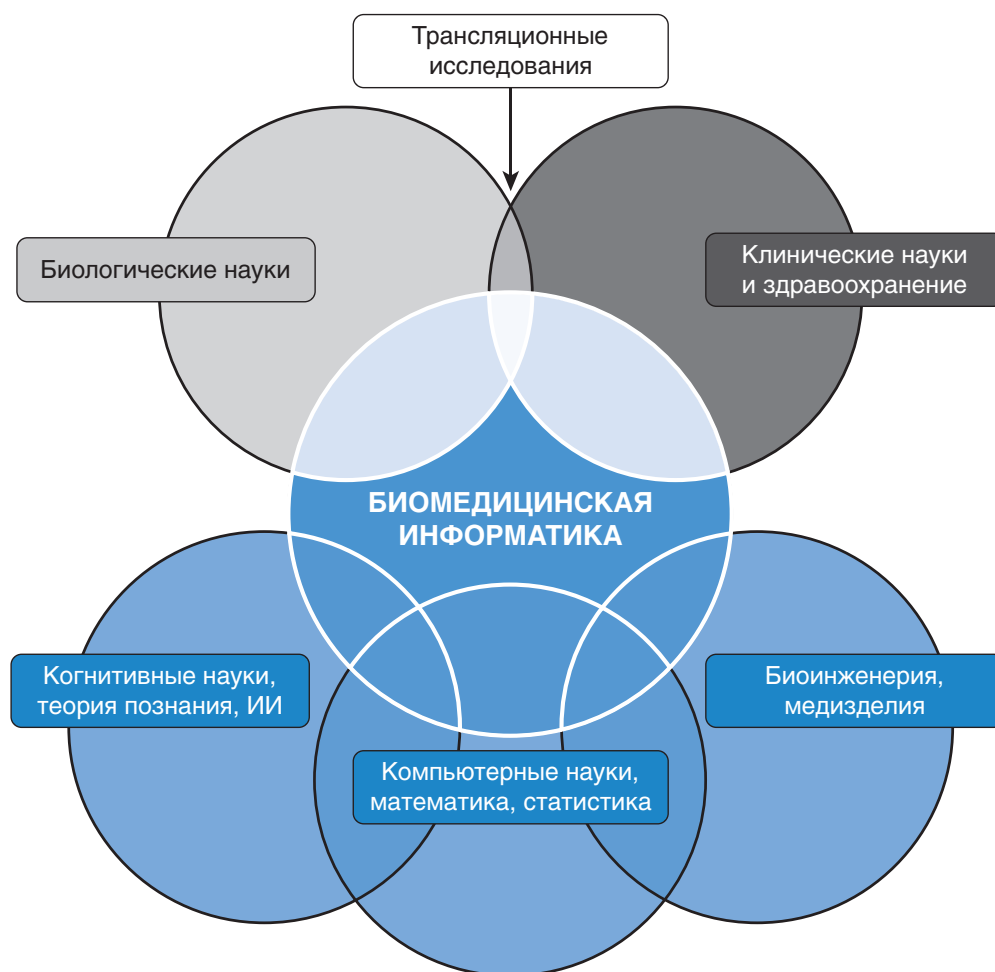 Трансляционные
исследования
Биологические науки
Клинические науки
и здравоохранение
БИОМЕДИЦИНСКАЯ
ИНФОРМАТИКА
Когнитивные науки,
теория познания, ИИ
Биоинженерия,
медизделия
Компьютерные науки,
математика, статистика